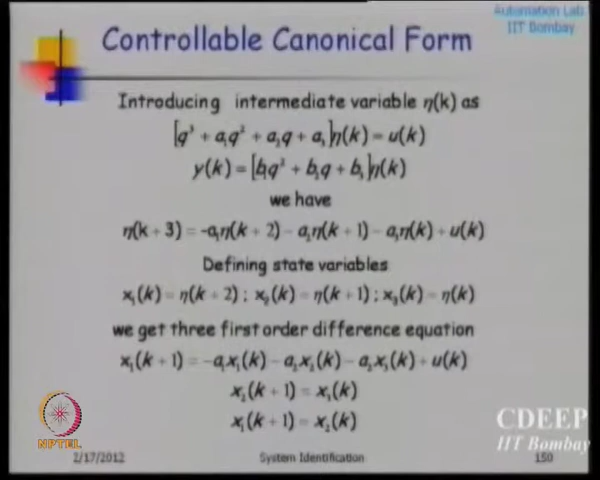 Automation Lab
IIT Bombay
Controllable Canonical Form
Introducing intermediate variable η(k) as
[q³ + a₁q² + a₂q + a₃]η(k) = u(k)
y(k) = [b₁q² + b₂q + b₃]η(k)
we have
η(k + 3) = -a₁η(k + 2) - a₂η(k + 1) - a₃η(k) + u(k)
Defining state variables
x₁(k) = η(k + 2) ; x₂(k) = η(k + 1) ; x₃(k) = η(k)
we get three first order difference equation
x₁(k + 1) = -a₁x₁(k) - a₂x₂(k) - a₂x₃(k) + u(k)
x₂(k + 1) = x₁(k)
x₁(k + 1) = x₂(k)
NPTEL
2/17/2012
System Identification
150
CDEEP
IIT Bombay